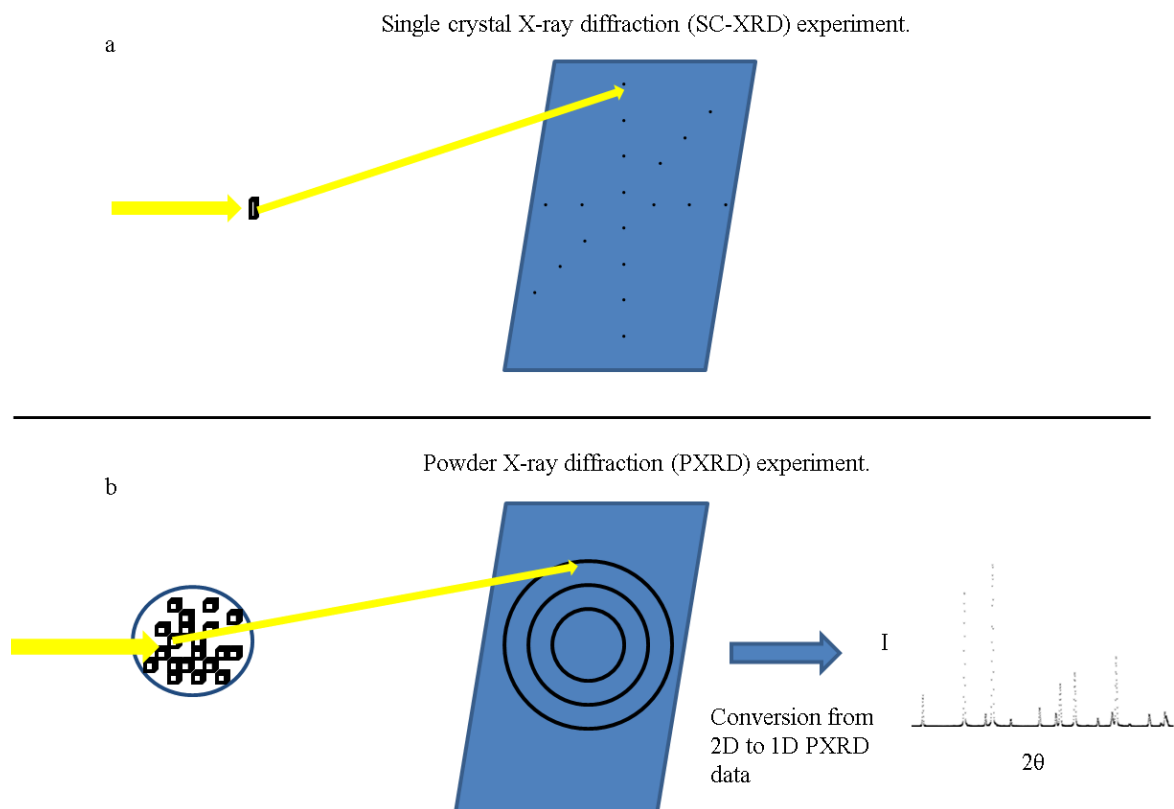 Single crystal X-ray diffraction (SC-XRD) experiment.
a
Powder X-ray diffraction (PXRD) experiment.
b
I
Conversion from
2D to 1D PXRD
data
2θ